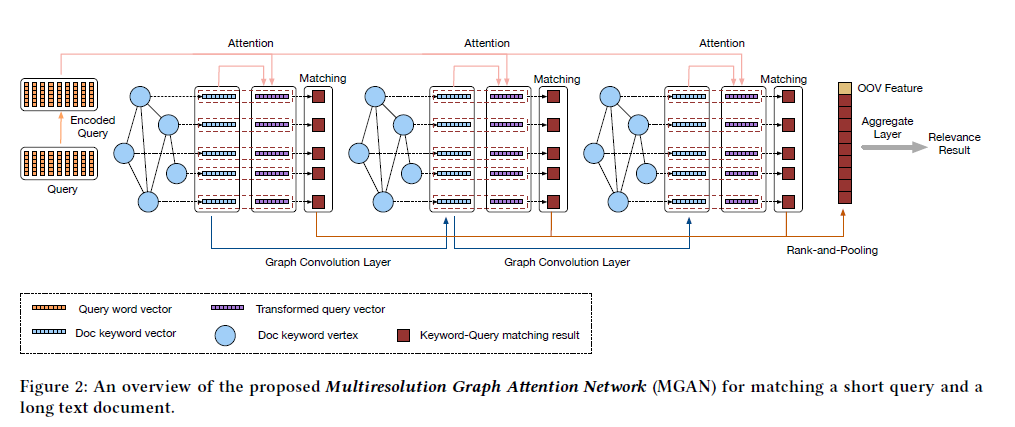 Attention
Attention
Attention
Matching
Matching
Matching
OOV Feature
Encoded
Query
Aggregate
Layer
Relevance
Result
Query
Rank-and-Pooling
Graph Convolution Layer
Graph Convolution Layer
Query word vector
Transformed query vector
Doc keyword vector
Doc keyword vertex
Keyword-Query matching result
Figure 2: An overview of the proposed Multiresolution Graph Attention Network (MGAN) for matching a short query and a
long text document.